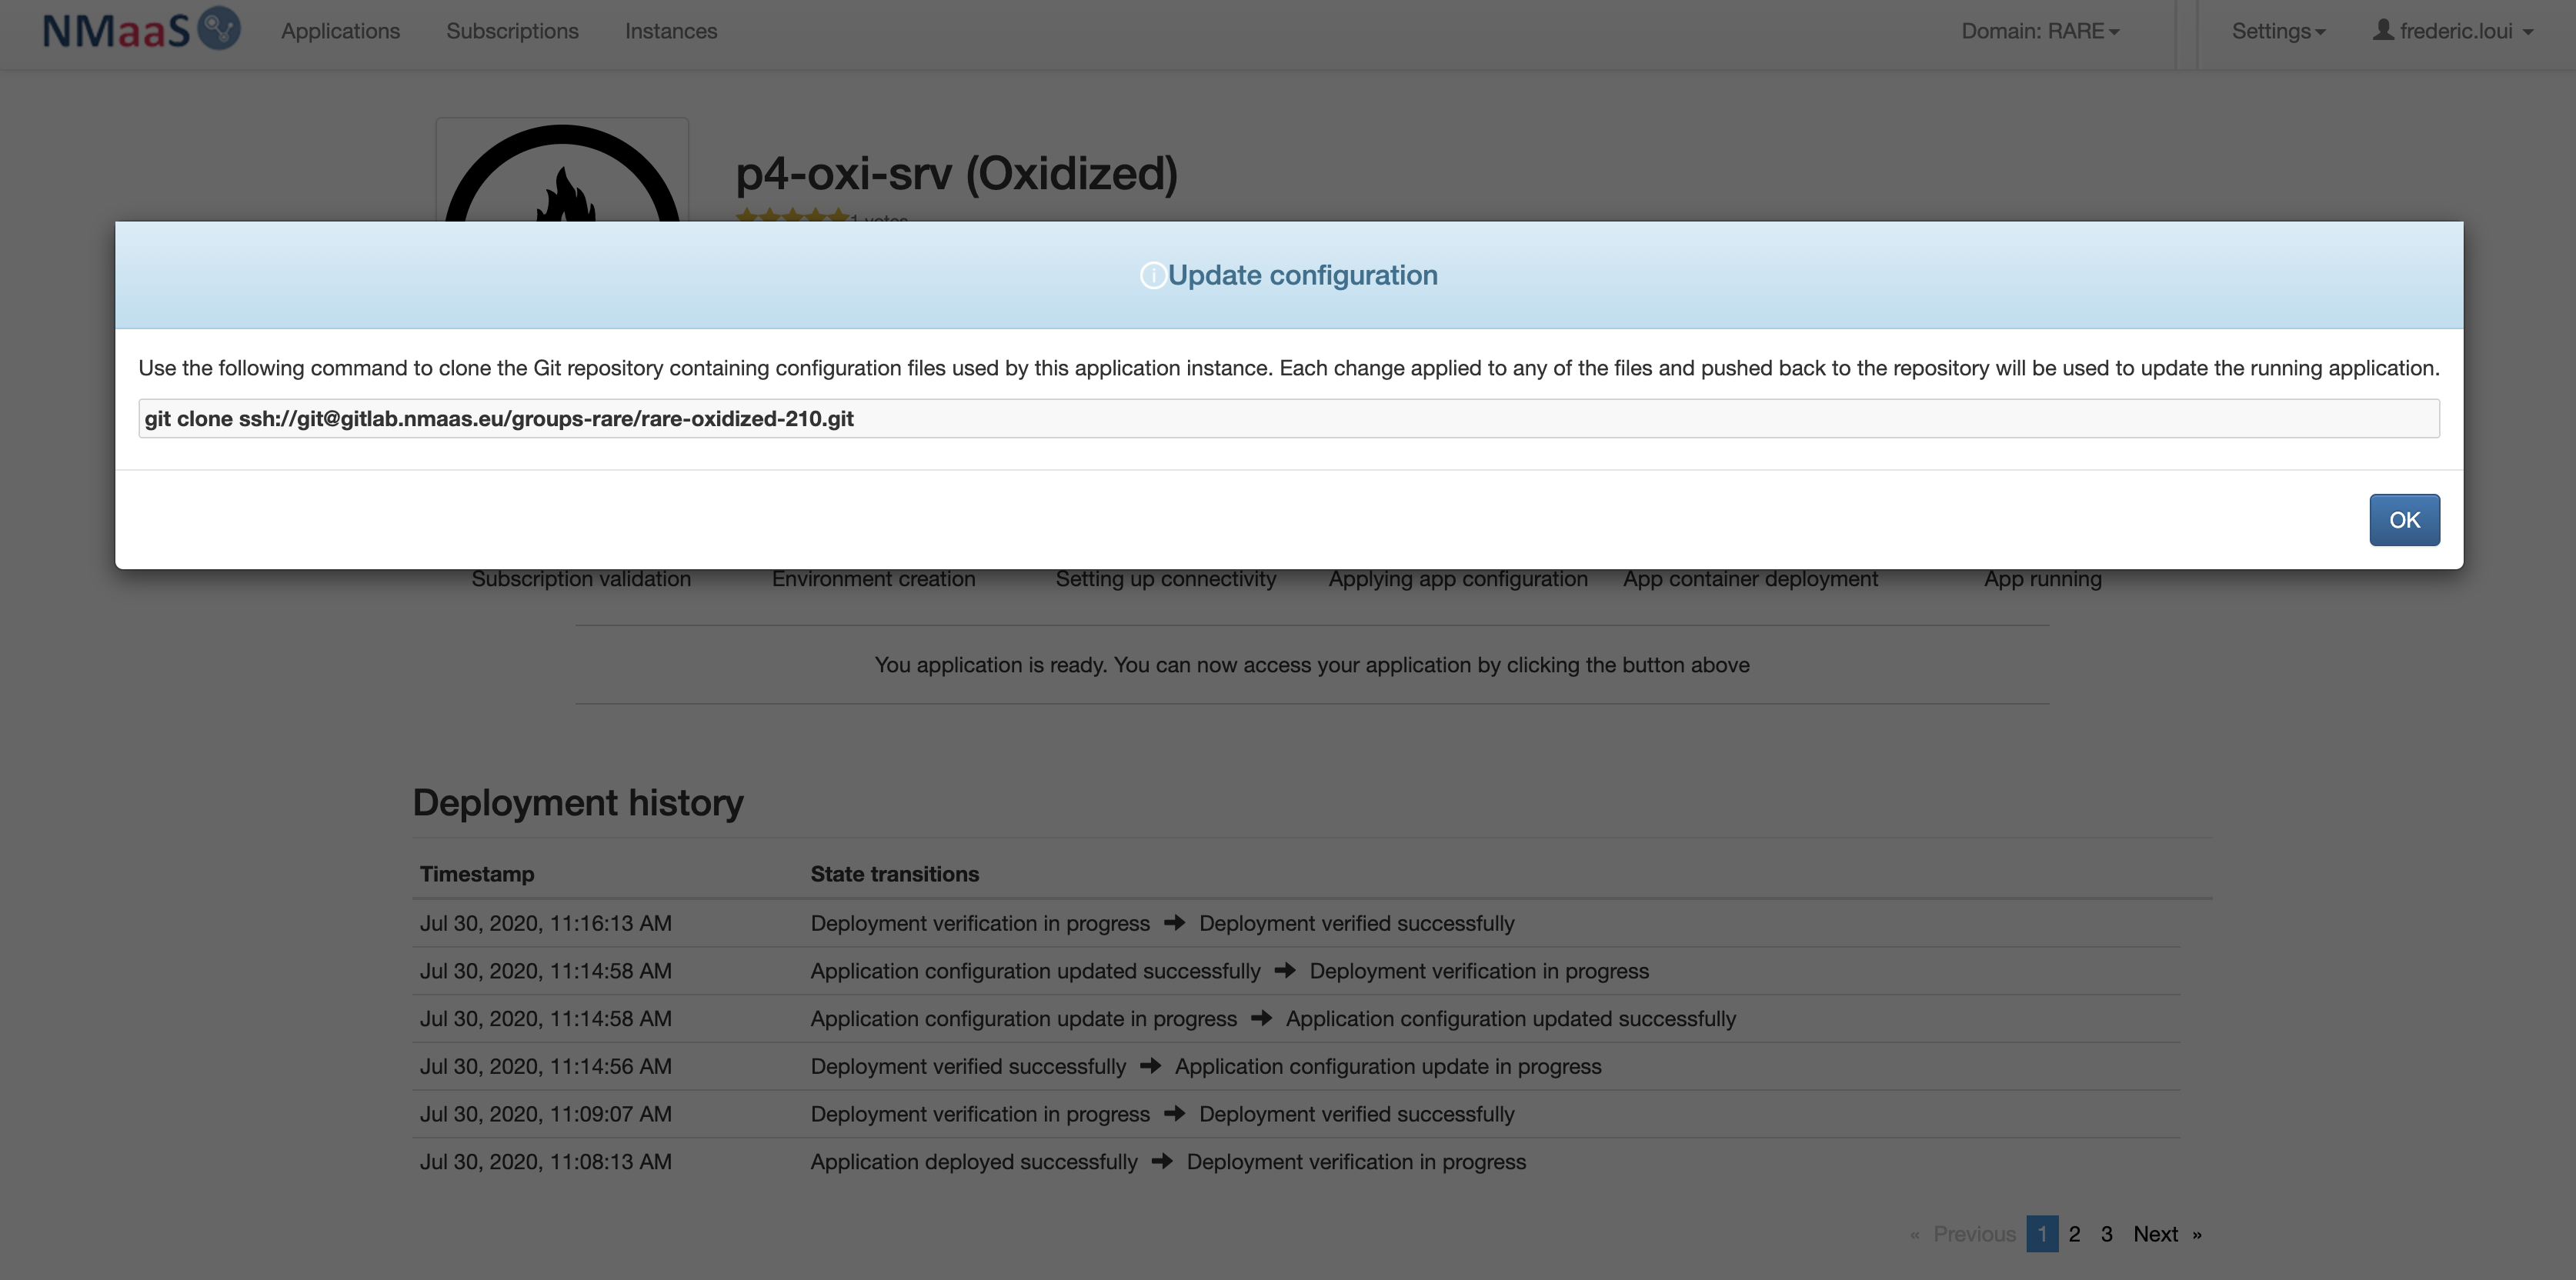 NMaaS Applications Subscriptions Instances Domain: RARE Settings frederic.loui
p4-oxi-srv (Oxidized)
1 votes
Update configuration
Use the following command to clone the Git repository containing configuration files used by this application instance. Each change applied to any of the files and pushed back to the repository will be used to update the running application.
git clone ssh://git@gitlab.nmaas.eu/groups-rare/rare-oxidized-210.git
OK
Subscription validation Environment creation Setting up connectivity Applying app configuration App container deployment App running
You application is ready. You can now access your application by clicking the button above
Deployment history
Timestamp State transitions
Jul 30, 2020, 11:16:13 AM Deployment verification in progress ➔ Deployment verified successfully
Jul 30, 2020, 11:14:58 AM Application configuration updated successfully ➔ Deployment verification in progress
Jul 30, 2020, 11:14:58 AM Application configuration update in progress ➔ Application configuration updated successfully
Jul 30, 2020, 11:14:56 AM Deployment verified successfully ➔ Application configuration update in progress
Jul 30, 2020, 11:09:07 AM Deployment verification in progress ➔ Deployment verified successfully
Jul 30, 2020, 11:08:13 AM Application deployed successfully ➔ Deployment verification in progress
« Previous 1 2 3 Next »